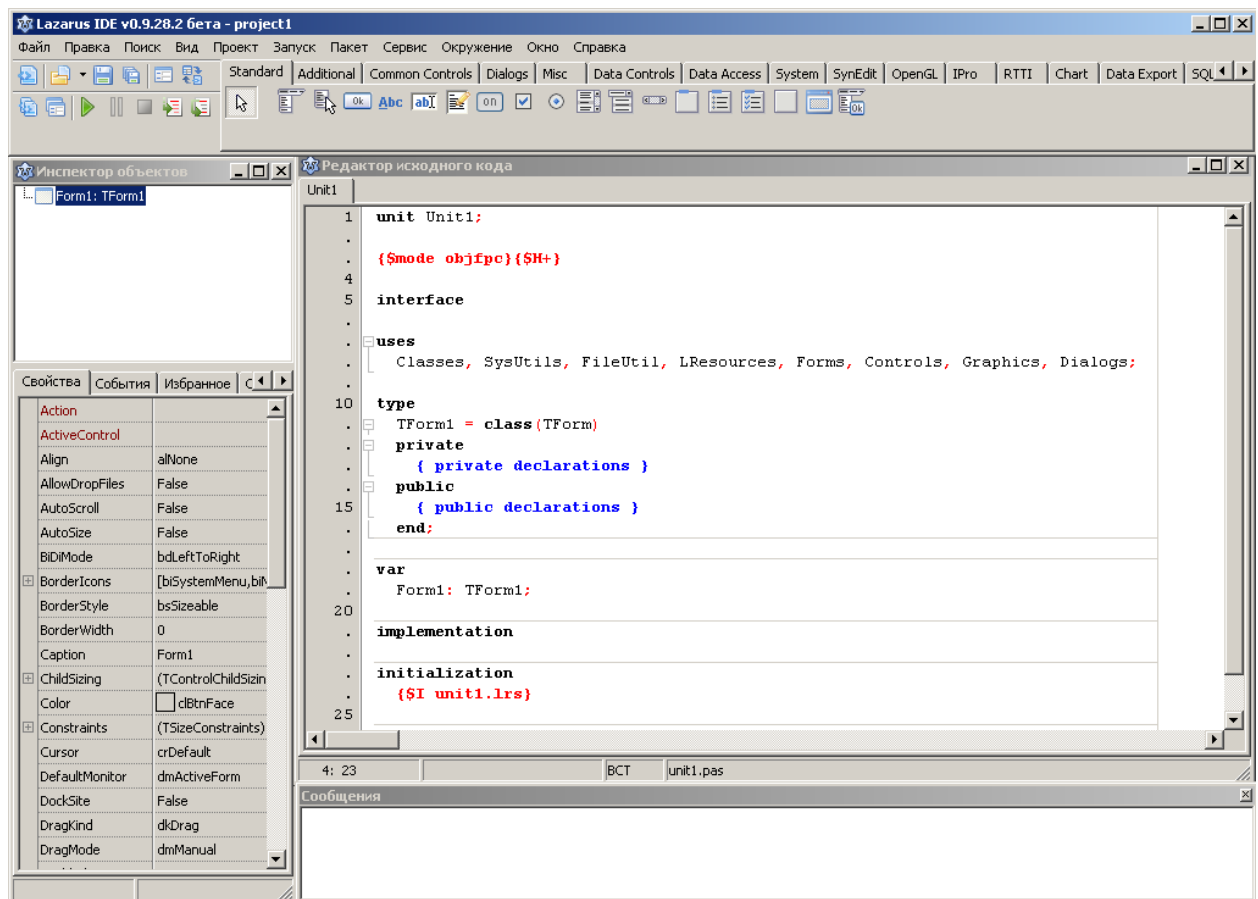 Lazarus IDE v0.9.28.2 бета - project1
Файл Правка Поиск Вид Проект Запуск Пакет Сервис Окружение Окно Справка
Standard Additional Common Controls Dialogs Misc Data Controls Data Access System SynEdit OpenGL IPro RTTI Chart Data Export SQL
Ok Abc abI on Ok
Инспектор объектов
Form1: TForm1
Свойства События Избранное С
Action
ActiveControl
Align alNone
AllowDropFiles False
AutoScroll False
AutoSize False
BiDiMode bdLeftToRight
BorderIcons [biSystemMenu,biM
BorderStyle bsSizeable
BorderWidth 0
Caption Form1
ChildSizing (TControlChildSizin
Color clBtnFace
Constraints (TSizeConstraints)
Cursor crDefault
DefaultMonitor dmActiveForm
DockSite False
DragKind dkDrag
DragMode dmManual
Редактор исходного кода
Unit1
1 unit Unit1;
.
. {$mode objfpc}{$H+}
4
5 interface
.
. uses
. Classes, SysUtils, FileUtil, LResources, Forms, Controls, Graphics, Dialogs;
.
10 type
. TForm1 = class(TForm)
. private
. { private declarations }
. public
15 { public declarations }
. end;
.
. var
. Form1: TForm1;
20
. implementation
.
. initialization
. {$I unit1.lrs}
25
4: 23 ВСТ unit1.pas
Сообщения